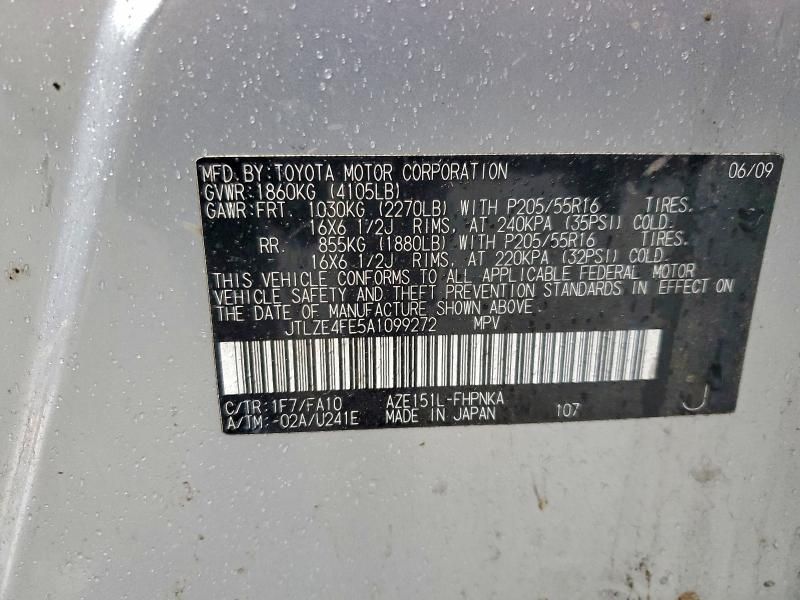 MFD. BY: TOYOTA MOTOR CORPORATION 06/09
GVWR: 1860KG (4105LB)
GAWR: FRT. 1030KG (2270LB) WITH P205/55R16 TIRES,
16X6 1/2J RIMS, AT 240KPA (35PSI) COLD.
RR. 855KG (1880LB) WITH P205/55R16 TIRES,
16X6 1/2J RIMS, AT 220KPA (32PSI) COLD.
THIS VEHICLE CONFORMS TO ALL APPLICABLE FEDERAL MOTOR
VEHICLE SAFETY AND THEFT PREVENTION STANDARDS IN EFFECT ON
THE DATE OF MANUFACTURE SHOWN ABOVE.
JTLZE4FE5A1099272 MPV
C/TR: 1F7/FA10 AZE151L-FHPNKA
A/TM: -02A/U241E MADE IN JAPAN 107 J